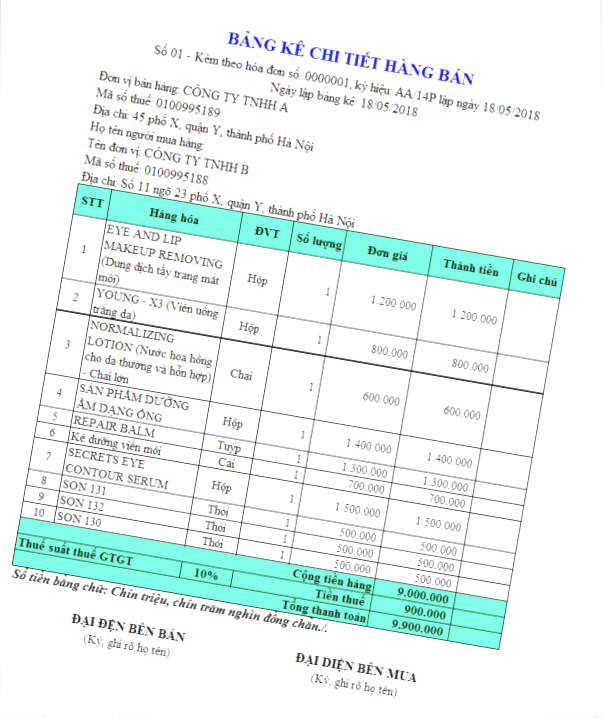 BẢNG KÊ CHI TIẾT HÀNG BÁN
Số 01 - Kèm theo hóa đơn số: 0000001, ký hiệu: AA/14P lập ngày 18/05/2018
Ngày lập bảng kê: 18/05/2018
Đơn vị bán hàng: CÔNG TY TNHH A
Mã số thuế: 0100995189
Địa chỉ: 45 phố X, quận Y, thành phố Hà Nội
Họ tên người mua hàng:
Tên đơn vị: CÔNG TY TNHH B
Mã số thuế: 0100995188
Địa chỉ: Số 11 ngõ 23 phố X, quận Y, thành phố Hà Nội
STT Hàng hóa ĐVT Số lượng Đơn giá Thành tiền Ghi chú
1 EYE AND LIP
MAKEUP REMOVING
(Dung dịch tẩy trang mắt
môi) Hộp 1 1.200.000 1.200.000
2 YOUNG - X3 (Viên uống
trắng da) Hộp 1 800.000 800.000
3 NORMALIZING
LOTION (Nước hoa hồng
cho da thường và hỗn hợp)
- Chai lớn Chai 1 600.000 600.000
4 SẢN PHẨM DƯỠNG
ẨM DẠNG ỐNG Hộp 1 1.400.000 1.400.000
5 REPAIR BALM Tuýp 1 1.300.000 1.300.000
6 Kẻ dưỡng viền môi Cái 1 700.000 700.000
7 SECRETS EYE
CONTOUR SERUM Hộp 1 1.500.000 1.500.000
8 SON 131 Thỏi 1 500.000 500.000
9 SON 132 Thỏi 1 500.000 500.000
10 SON 130 Thỏi 1 500.000 500.000
Cộng tiền hàng 9.000.000
Thuế suất thuế GTGT 10% Tiền thuế 900.000
Tổng thanh toán 9.900.000
Số tiền bằng chữ: Chín triệu, chín trăm nghìn đồng chẵn./.
ĐẠI ĐỆN BÊN BÁN
(Ký, ghi rõ họ tên)
ĐẠI DIỆN BÊN MUA
(Ký, ghi rõ họ tên)